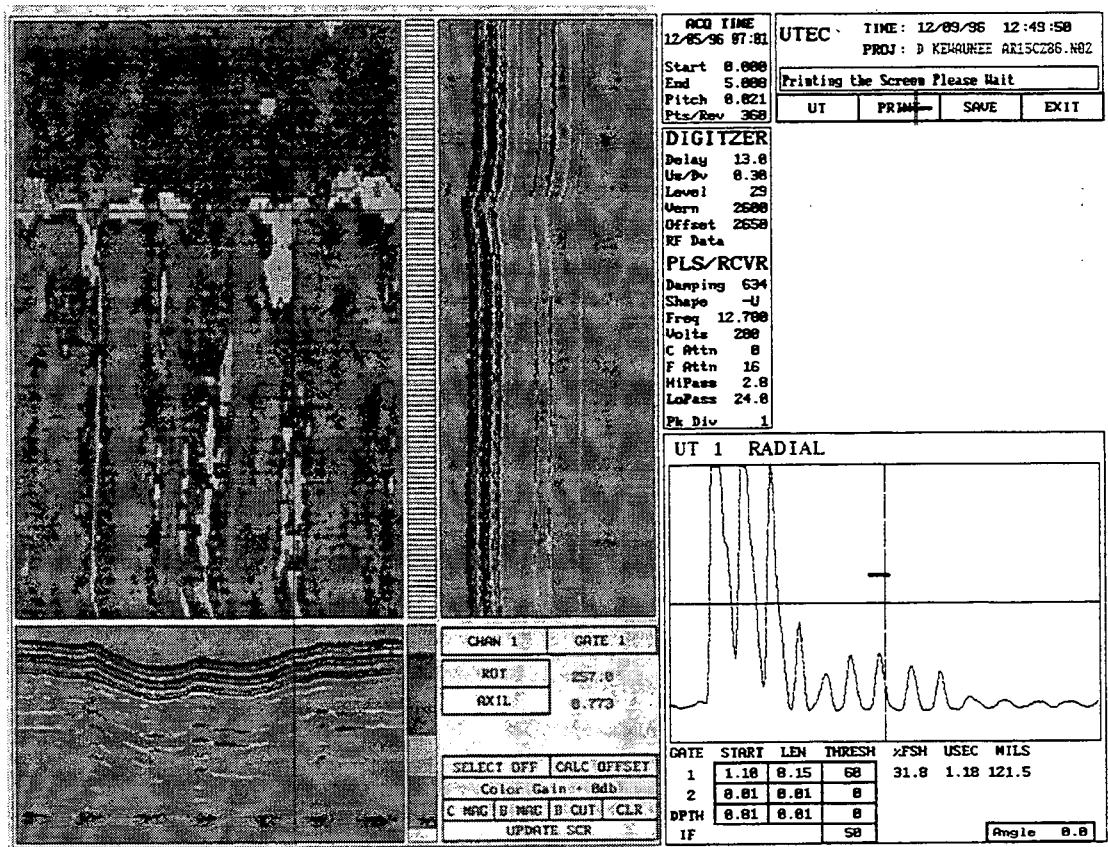 ACQ TIME
12/05/96 07:01
Start 0.000
End 5.000
Pitch 0.021
Pts/Rev 360
UTEC
TIME: 12/09/96 12:49:50
PROJ: D KEWAUNEE AR15CZ86.N02
Printing the Screen Please Wait
UT PRINT SAVE EXIT
DIGITZER
Delay 13.0
Us/Dv 0.30
Level 29
Vern 2600
Offset 2650
RF Data
PLS/RCVR
Damping 634
Shape -U
Freq 12.700
Volts 200
C Attn 0
F Attn 16
HiPass 2.0
LoPass 24.0
Pk Div 1
UT 1 RADIAL
CHAN 1 GATE 1
ROT 257.0
AXIL 0.773
SELECT OFF CALC OFFSET
Color Gain + 0db
C MAG B MAG B CUT CLR
UPDATE SCR
GATE START LEN THRESH %FSH USEC MILS
1 1.10 0.15 60 31.8 1.18 121.5
2 0.01 0.01 0
DPTH 0.01 0.01 0
IF 50
Angle 0.0